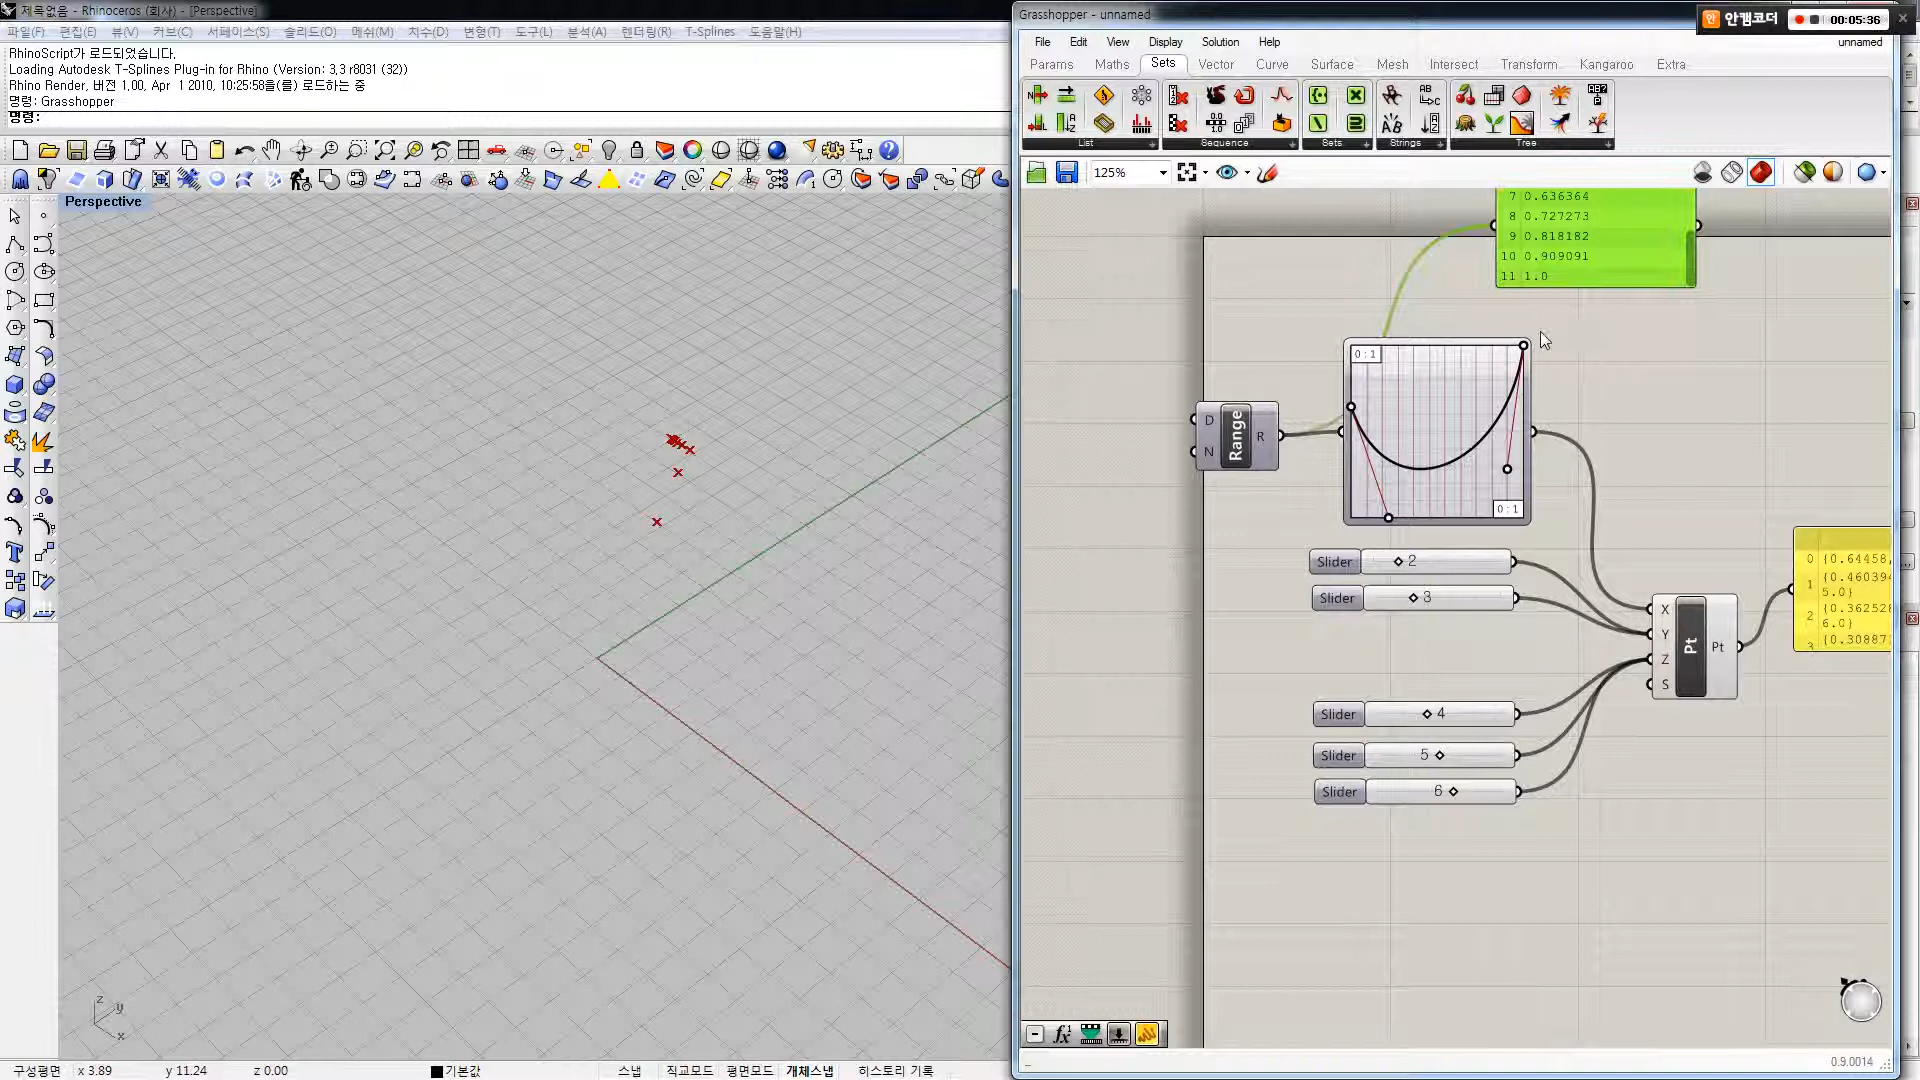 제목없음 - Rhinoceros (회사) - [Perspective]
파일(F) 편집(E) 뷰(V) 커브(C) 서페이스(S) 솔리드(O) 메쉬(M) 치수(D) 변형(T) 도구(L) 분석(A) 렌더링(R) T-Splines 도움말(H)
RhinoScript가 로드되었습니다.
Loading Autodesk T-Splines Plug-in for Rhino (Version: 3,3 r8031 (32))
Rhino Render, 버전 1,00, Apr 1 2010, 10:25:58을(를) 로드하는 중
명령: Grasshopper
명령:
Perspective
z
y
x
구성평면 x 3.89 y 11.24 z 0.00 기본값 스냅 직교모드 평면모드 개체스냅 히스토리 기록
Grasshopper - unnamed
안캠코더 00:05:36
File Edit View Display Solution Help unnamed
Params Maths Sets Vector Curve Surface Mesh Intersect Transform Kangaroo Extra
List Sequence Sets Strings Tree
125%
7 0.636364
8 0.727273
9 0.818182
10 0.909091
11 1.0
0 : 1
D
N
Range
R
0 : 1
Slider 2
Slider 3
X
Y
Z
S
Pt
Pt
0 {0.64458,
1 {0.460394
5.0}
2 {0.362528
6.0}
3 {0.30887
Slider 4
Slider 5
Slider 6
0.9.0014